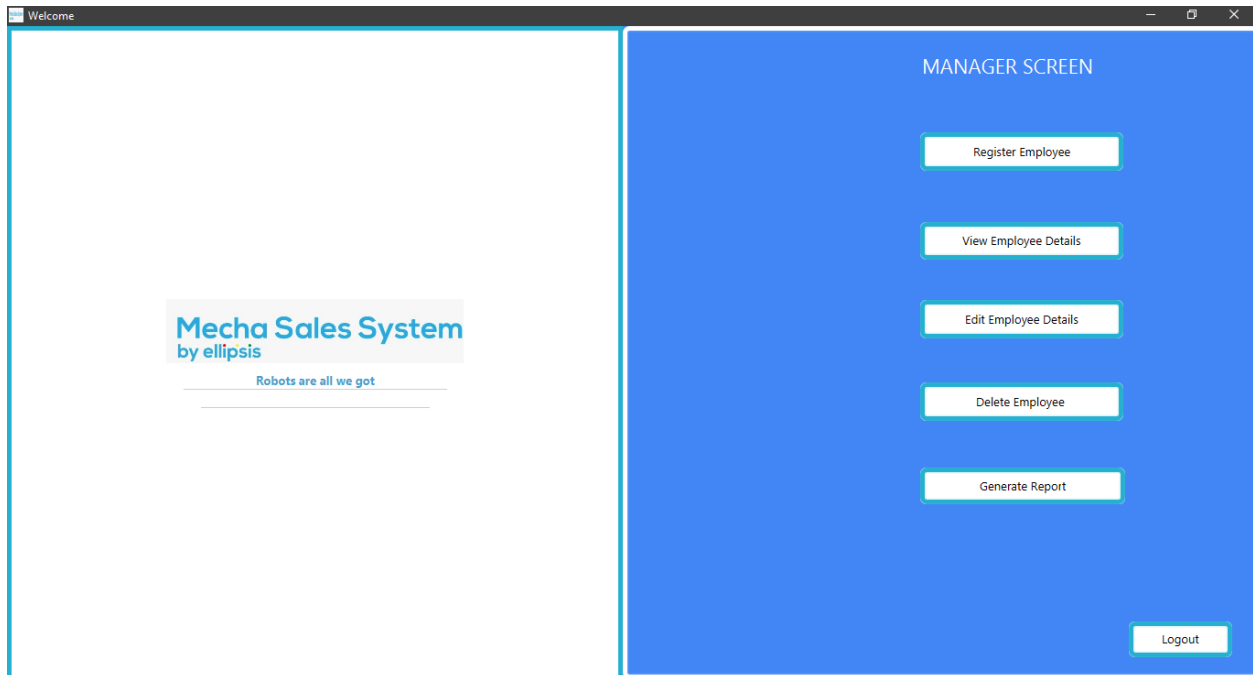 Welcome
Mecha Sales System
by ellipsis
Robots are all we got
MANAGER SCREEN
Register Employee
View Employee Details
Edit Employee Details
Delete Employee
Generate Report
Logout